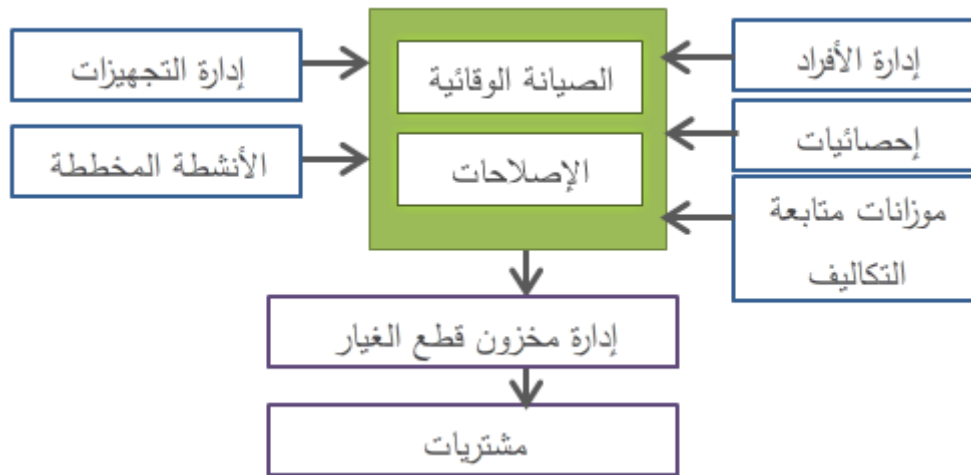 إدارة الأفراد
الصيانة الوقائية
إدارة التجهيزات
إحصائيات
الإصلاحات
الأنشطة المخططة
موزانات متابعة
التكاليف
إدارة مخزون قطع الغيار
مشتريات